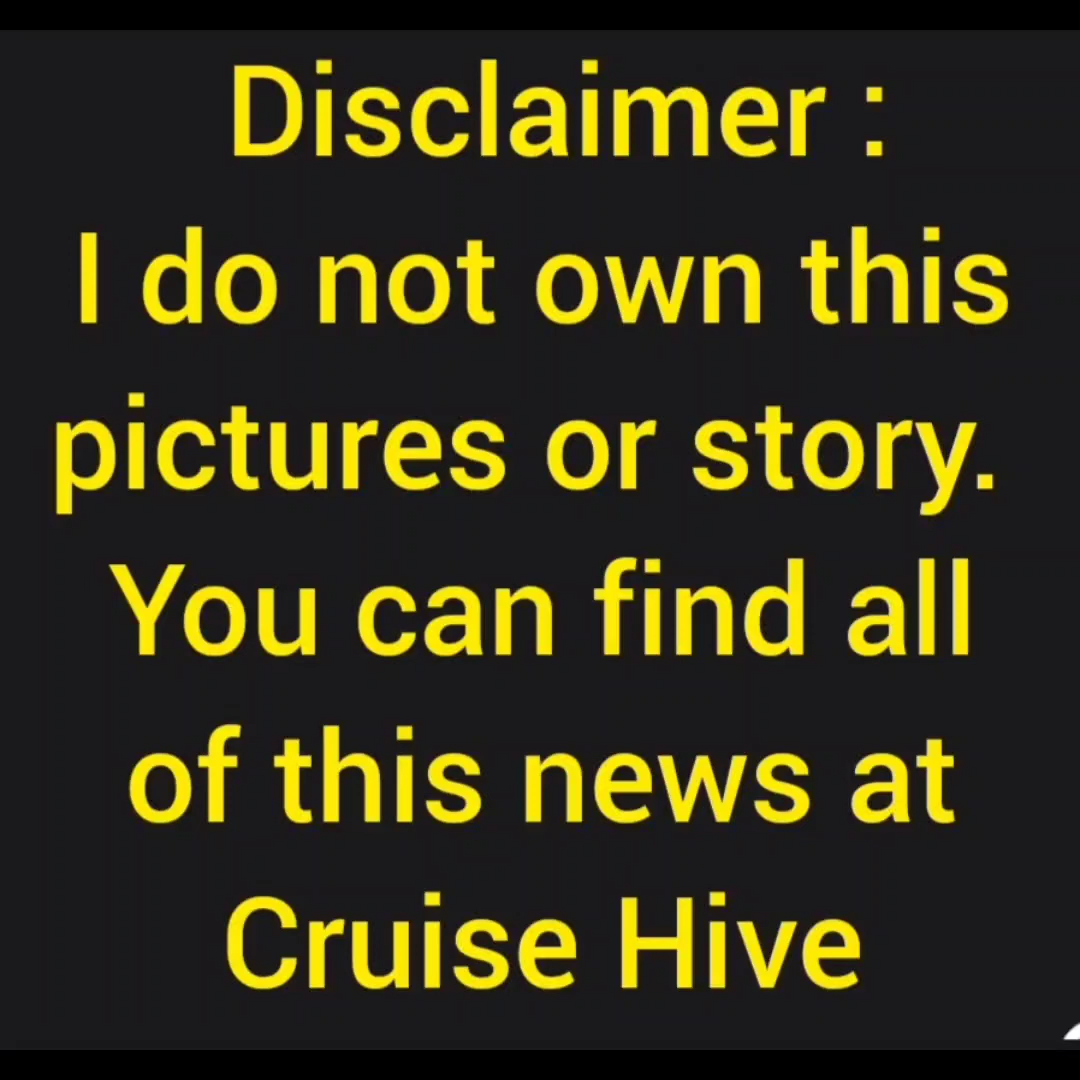 Disclaimer :
I do not own this
pictures or story.
You can find all
of this news at
Cruise Hive